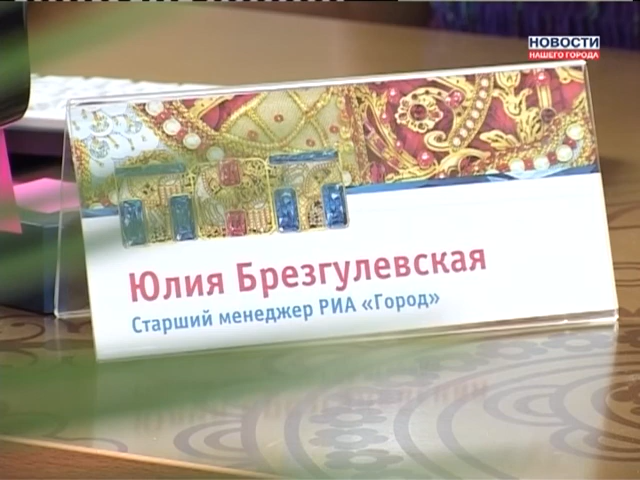 НОВОСТИ
НАШЕГО ГОРОДА
Юлия Брезгулевская
Старший менеджер РИА «Город»